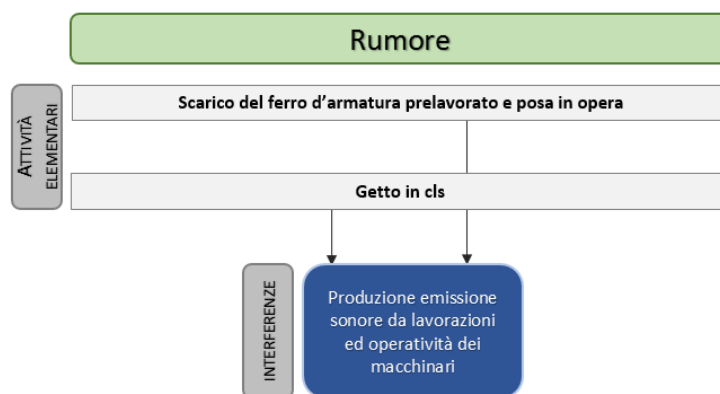 Rumore
Scarico del ferro d'armatura prelavorato e posa in opera
ATTIVITÀ
ELEMENTARI
Getto in cls
INTERFERENZE
Produzione emissione
sonore da lavorazioni
ed operatività dei
macchinari